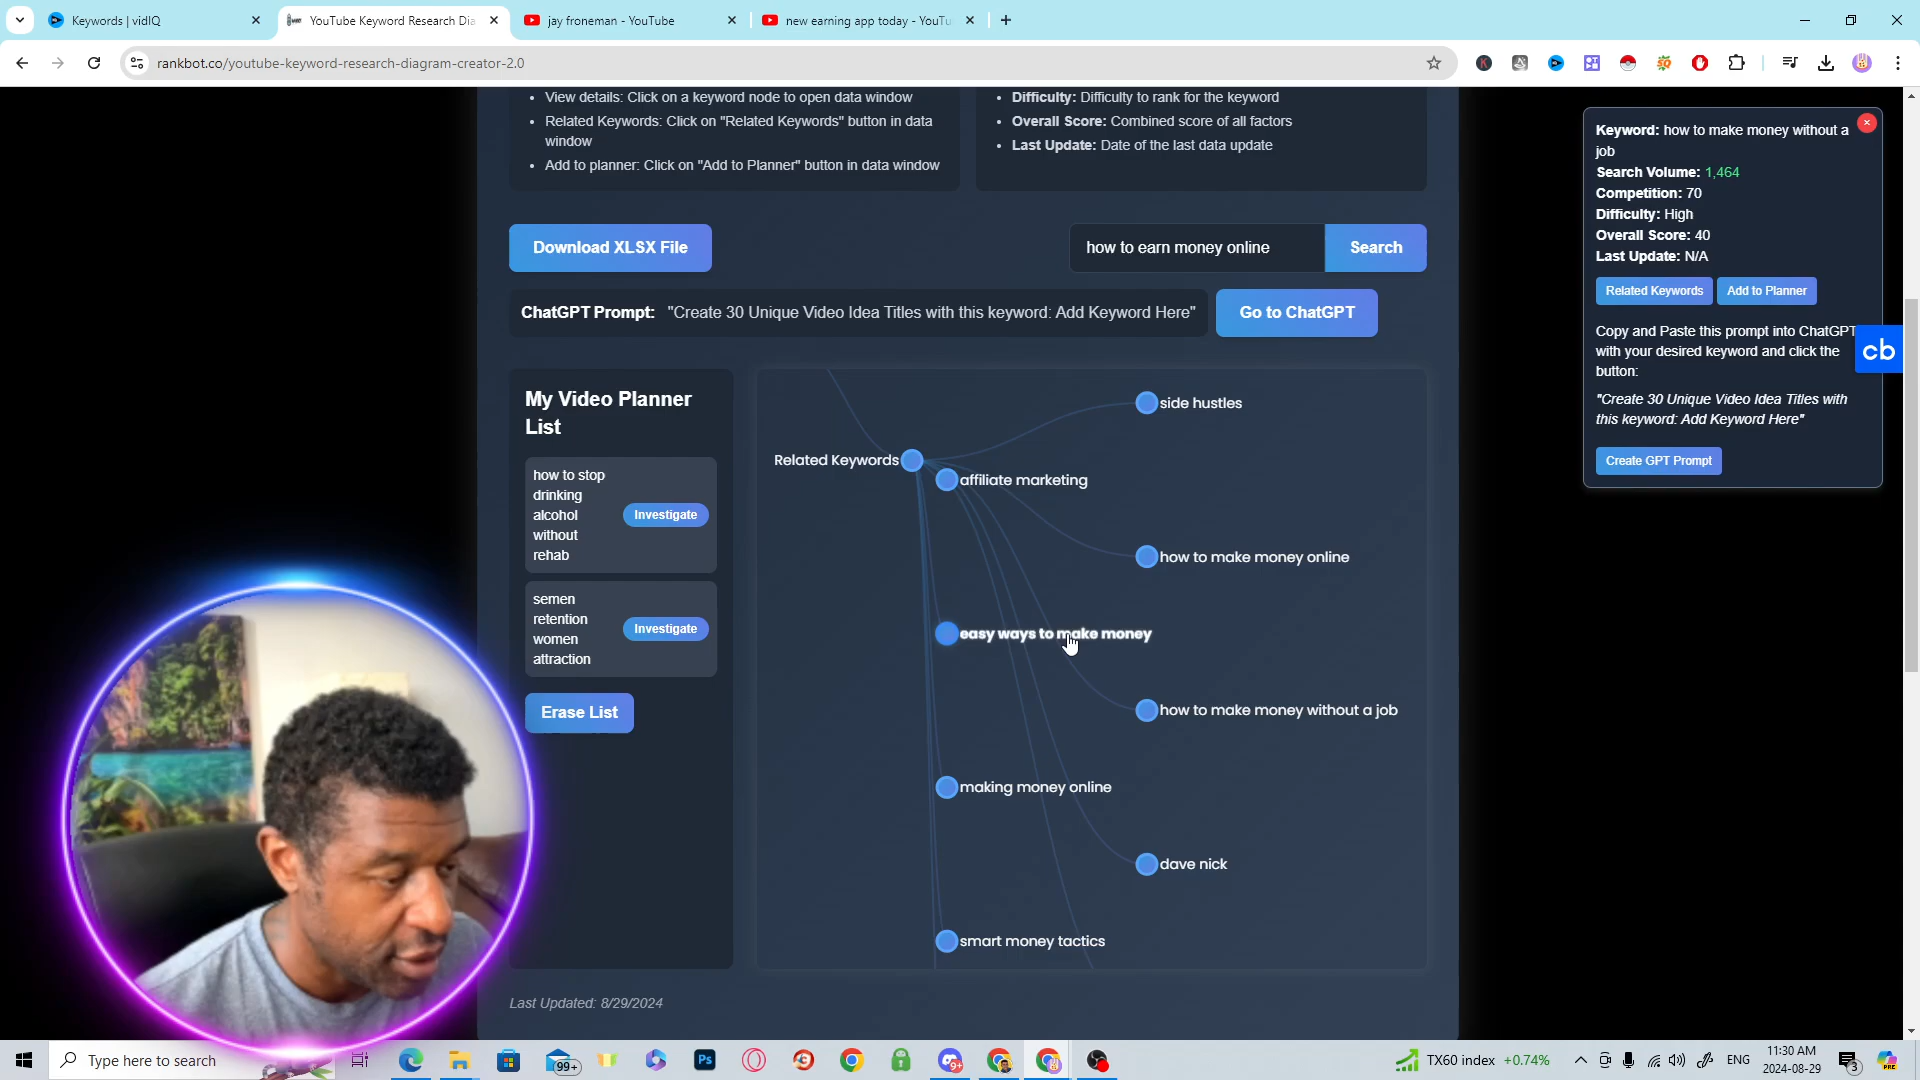 Keywords | vidIQ
YouTube Keyword Research Dia
jay froneman - YouTube
new earning app today - YouTu
rankbot.co/youtube-keyword-research-diagram-creator-2.0
View details: Click on a keyword node to open data window
Related Keywords: Click on "Related Keywords" button in data
window
Add to planner: Click on "Add to Planner" button in data window
Difficulty: Difficulty to rank for the keyword
Overall Score: Combined score of all factors
Last Update: Date of the last data update
Download XLSX File
how to earn money online
Search
ChatGPT Prompt: "Create 30 Unique Video Idea Titles with this keyword: Add Keyword Here"
Go to ChatGPT
My Video Planner
List
how to stop
drinking
alcohol
without
rehab
Investigate
semen
retention
women
attraction
Investigate
Erase List
Related Keywords
side hustles
affiliate marketing
how to make money online
easy ways to make money
how to make money without a job
making money online
dave nick
smart money tactics
Last Updated: 8/29/2024
Keyword: how to make money without a
job
Search Volume: 1,464
Competition: 70
Difficulty: High
Overall Score: 40
Last Update: N/A
Related Keywords
Add to Planner
Copy and Paste this prompt into ChatGPT
with your desired keyword and click the
button:
"Create 30 Unique Video Idea Titles with
this keyword: Add Keyword Here"
Create GPT Prompt
cb
Type here to search
99+
Ps
9+
TX60 index +0.74%
ENG
11:30 AM
2024-08-29
3
PRE